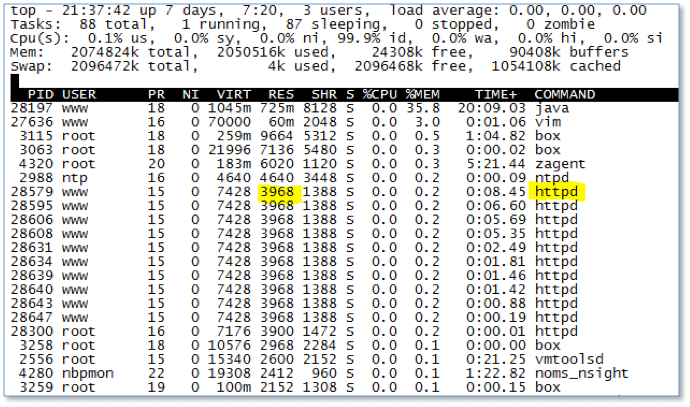 top - 21:37:42 up 7 days,  7:20,  3 users,  load average: 0.00, 0.00, 0.00
Tasks:  88 total,   1 running,  87 sleeping,   0 stopped,   0 zombie
Cpu(s):  0.1% us,  0.0% sy,  0.0% ni, 99.9% id,  0.0% wa,  0.0% hi,  0.0% si
Mem:   2074824k total,  2050516k used,    24308k free,    90408k buffers
Swap:  2096472k total,        4k used,  2096468k free,  1054108k cached
PID USER      PR  NI  VIRT  RES  SHR S %CPU %MEM    TIME+  COMMAND
28197 www       18   0 1045m 725m 8128 S  0.0 35.8  20:09.03 java
27636 www       16   0 70000  60m 2048 S  0.0  3.0   0:01.06 vim
3115 root      18   0  259m 9664 5312 S  0.0  0.5   1:04.82 box
3063 root      18   0 21996 7136 5480 S  0.0  0.3   0:00.02 box
4320 root      20   0  183m 6020 1120 S  0.0  0.3   5:21.44 zagent
2988 ntp       16   0  4640 4640 3448 S  0.0  0.2   0:00.09 ntpd
28579 www       15   0  7428 3968 1388 S  0.0  0.2   0:08.45 httpd
28595 www       15   0  7428 3968 1388 S  0.0  0.2   0:06.60 httpd
28606 www       15   0  7428 3968 1388 S  0.0  0.2   0:05.69 httpd
28608 www       15   0  7428 3968 1388 S  0.0  0.2   0:05.35 httpd
28631 www       15   0  7428 3968 1388 S  0.0  0.2   0:02.49 httpd
28634 www       15   0  7428 3968 1388 S  0.0  0.2   0:01.81 httpd
28639 www       15   0  7428 3968 1388 S  0.0  0.2   0:01.46 httpd
28640 www       15   0  7428 3968 1388 S  0.0  0.2   0:01.42 httpd
28643 www       15   0  7428 3968 1388 S  0.0  0.2   0:00.88 httpd
28647 www       15   0  7428 3968 1388 S  0.0  0.2   0:00.19 httpd
28300 root      16   0  7176 3900 1472 S  0.0  0.2   0:00.01 httpd
3258 root      18   0 10576 2968 2284 S  0.0  0.1   0:00.00 box
2556 root      15   0 15340 2600 2152 S  0.0  0.1   0:21.25 vmtoolsd
4280 nbpmon    22   0 19308 2412  960 S  0.0  0.1   1:22.82 noms_nsight
3259 root      19   0  100m 2152 1308 S  0.0  0.1   0:00.15 box